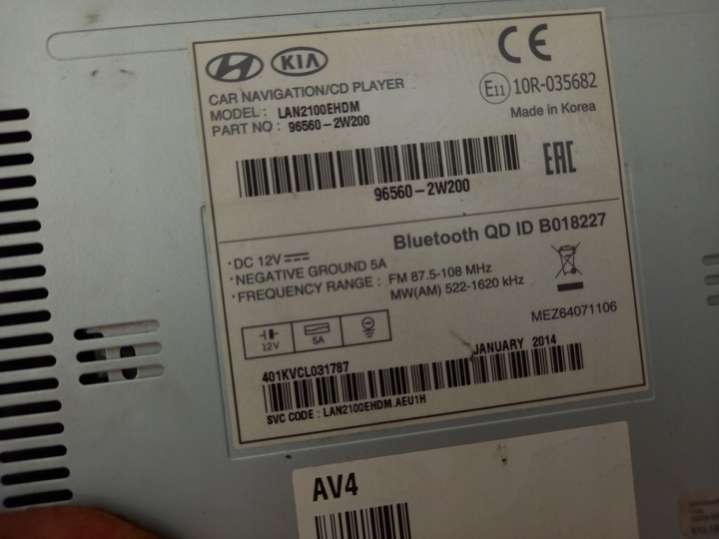 KIA
CE
CAR NAVIGATION/CD PLAYER
MODEL : LAN2100EHDM
PART NO : 96560-2W200
E11 10R-035682
Made in Korea
EAC
96560-2W200
Bluetooth QD ID B018227
·DC 12V
·NEGATIVE GROUND 5A
·FREQUENCY RANGE : FM 87.5-108 MHz
MW(AM) 522-1620 kHz
MEZ64071106
12V
5A
401KVCL031787
JANUARY 2014
SVC CODE : LAN2100EHDM.AEU1H
AV4